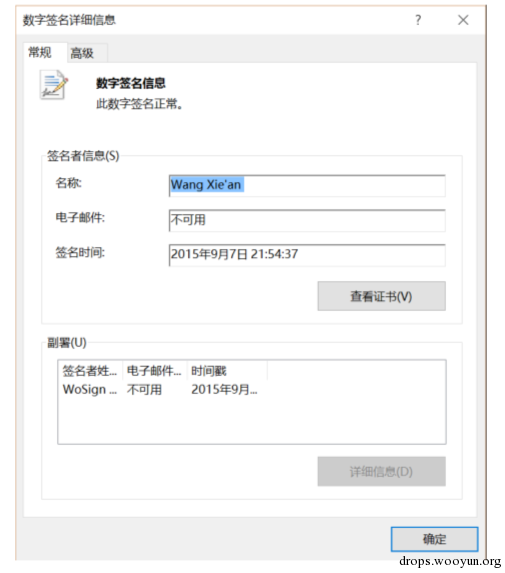 数字签名详细信息
常规 高级
数字签名信息
此数字签名正常。
签名者信息(S)
名称: Wang Xie'an
电子邮件: 不可用
签名时间: 2015年9月7日 21:54:37
查看证书(V)
副署(U)
签名者姓... 电子邮件... 时间戳
WoSign ... 不可用 2015年9月...
详细信息(D)
确定
drops.wooyun.org